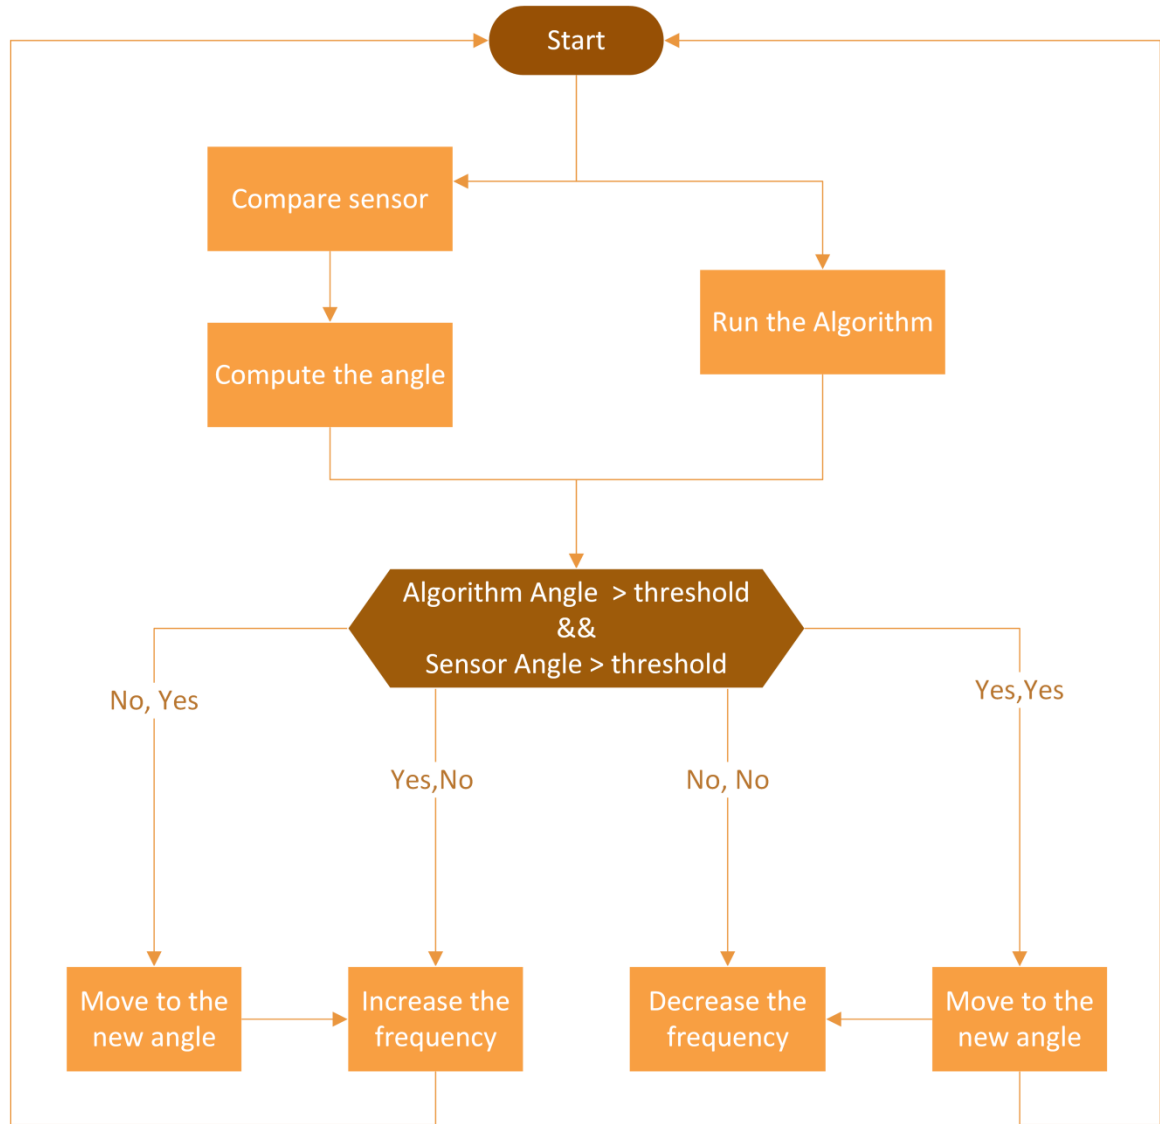 Start
Compare sensor
Run the Algorithm
Compute the angle
Algorithm Angle  > threshold
&&
Sensor Angle > threshold
No, Yes
Yes,Yes
Yes,No
No, No
Move to the
new angle
Increase the
frequency
Decrease the
frequency
Move to the
new angle